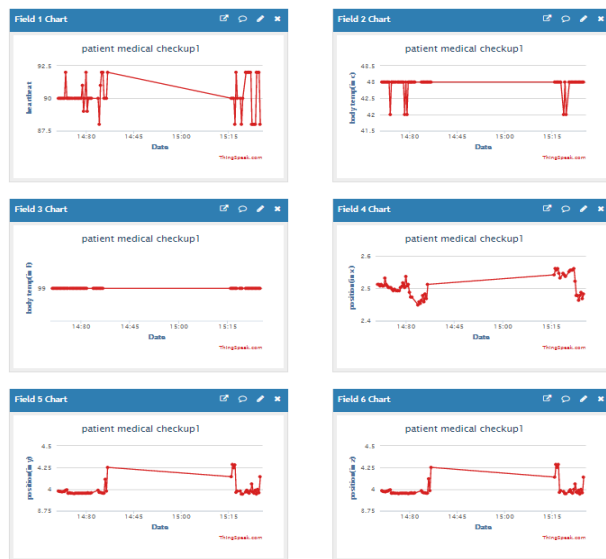 Field 1 Chart
patient medical checkup1
heartbeat
92.5
90
87.5
14:30 14:45 15:00 15:15
Date
ThingSpeak.com
Field 2 Chart
patient medical checkup1
body temp(in c)
43.5
43
42.5
42
41.5
14:30 14:45 15:00 15:15
Date
ThingSpeak.com
Field 3 Chart
patient medical checkup1
body temp(in f)
99
14:30 14:45 15:00 15:15
Date
ThingSpeak.com
Field 4 Chart
patient medical checkup1
position(in x)
2.6
2.5
2.4
14:30 14:45 15:00 15:15
Date
ThingSpeak.com
Field 5 Chart
patient medical checkup1
position(in y)
4.5
4.25
4
3.75
14:30 14:45 15:00 15:15
Date
ThingSpeak.com
Field 6 Chart
patient medical checkup1
position(in z)
4.5
4.25
4
3.75
14:30 14:45 15:00 15:15
Date
ThingSpeak.com